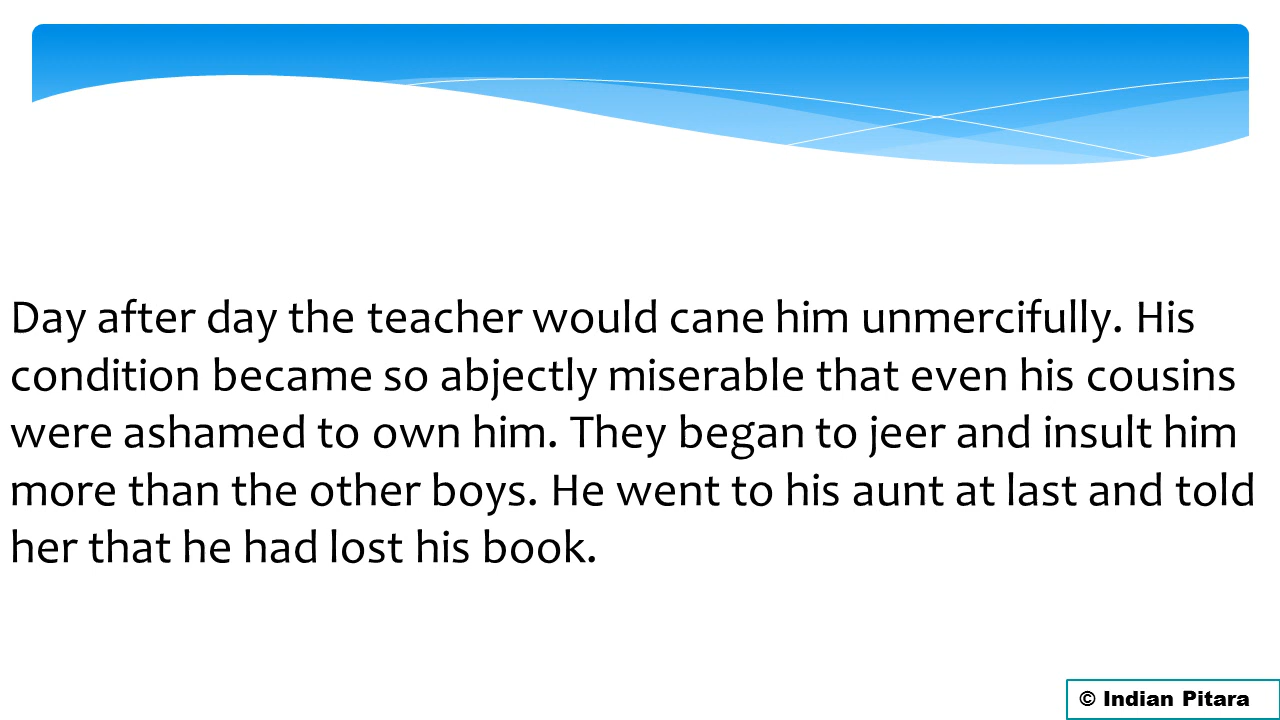 Day after day the teacher would cane him unmercifully. His
condition became so abjectly miserable that even his cousins
were ashamed to own him. They began to jeer and insult him
more than the other boys. He went to his aunt at last and told
her that he had lost his book.
© Indian Pitara